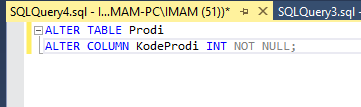 SQLQuery4.sql - I...MAM-PC\IMAM (51))* SQLQuery3.sql
ALTER TABLE Prodi
ALTER COLUMN KodeProdi INT NOT NULL;